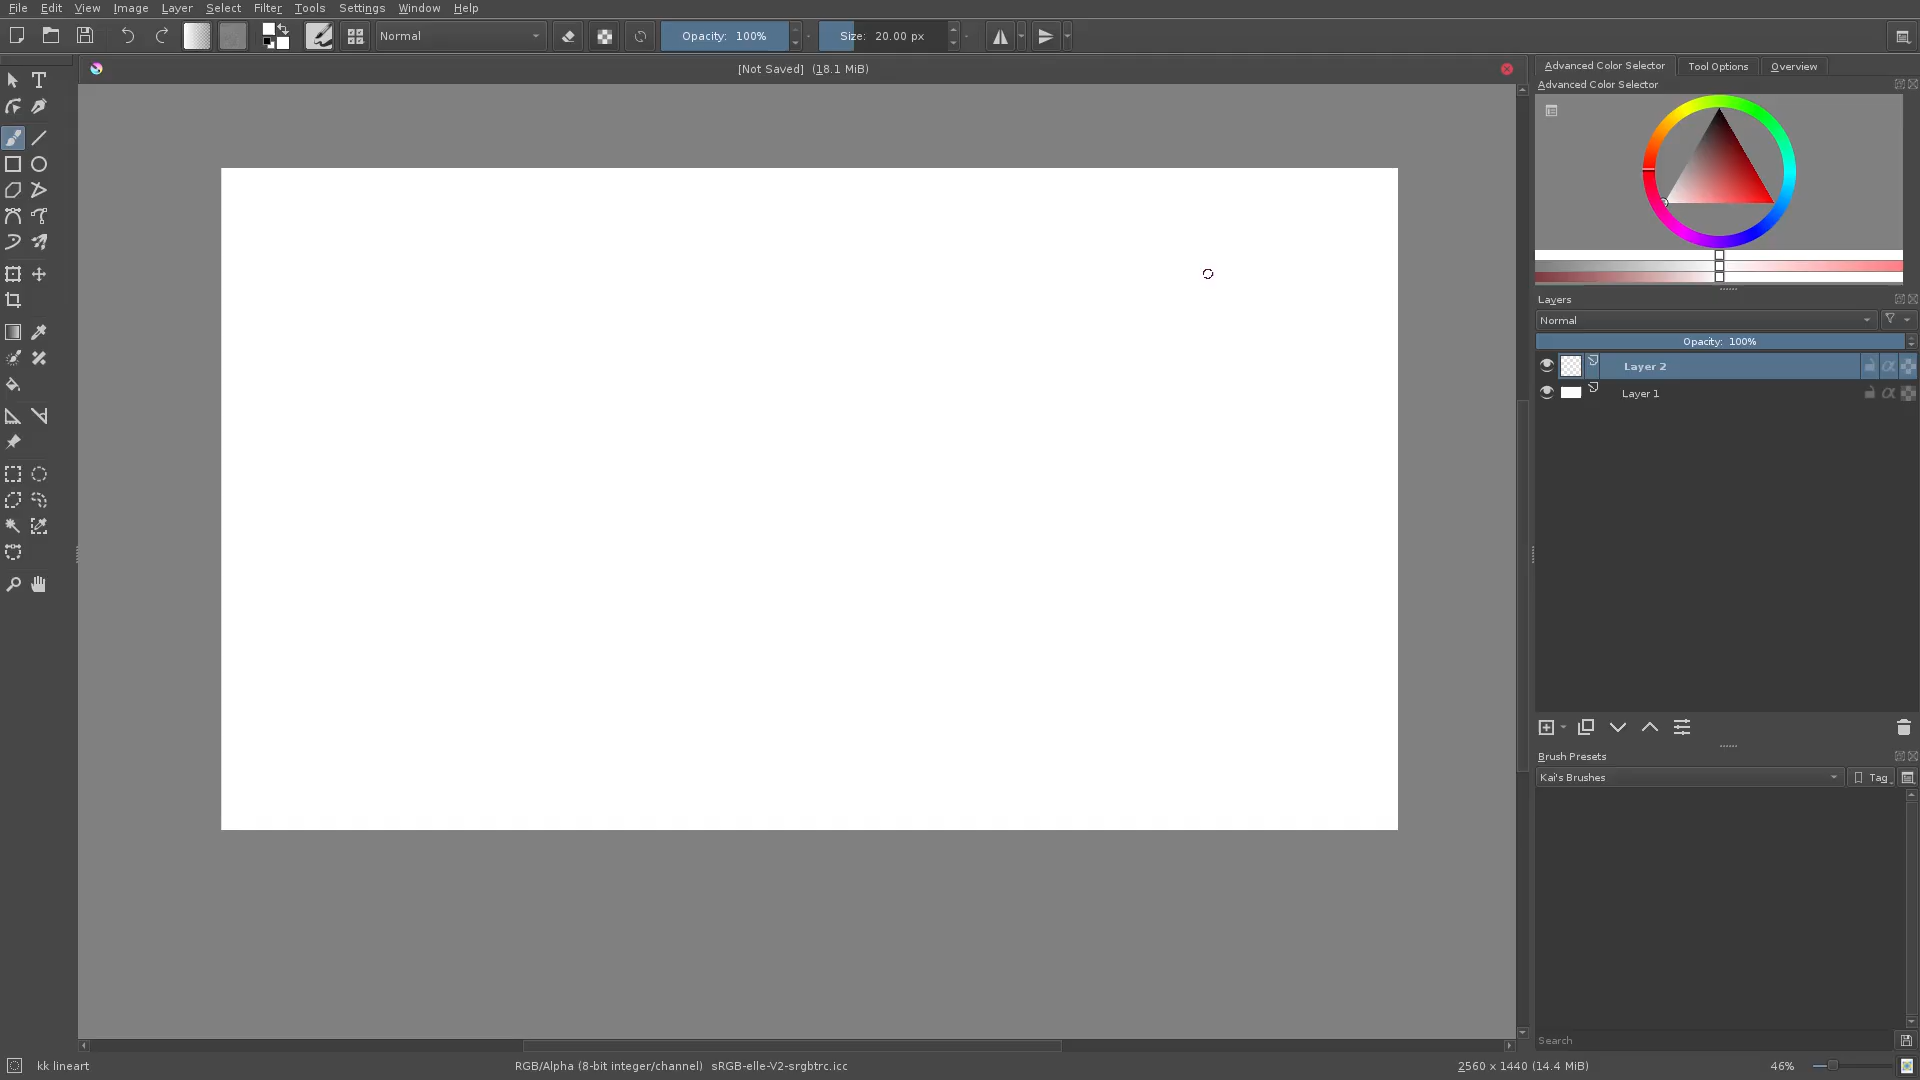 File Edit View Image Layer Select Filter Tools Settings Window Help
Normal Opacity: 100% Size: 20.00 px
[Not Saved] (18.1 MiB)
Advanced Color Selector Tool Options Overview
Advanced Color Selector
Layers
Normal
Opacity: 100%
Layer 2
Layer 1
Brush Presets
Kai's Brushes Tag
Search
kk lineart RGB/Alpha (8-bit integer/channel) sRGB-elle-V2-srgbtrc.icc 2560 x 1440 (14.4 MiB) 46%